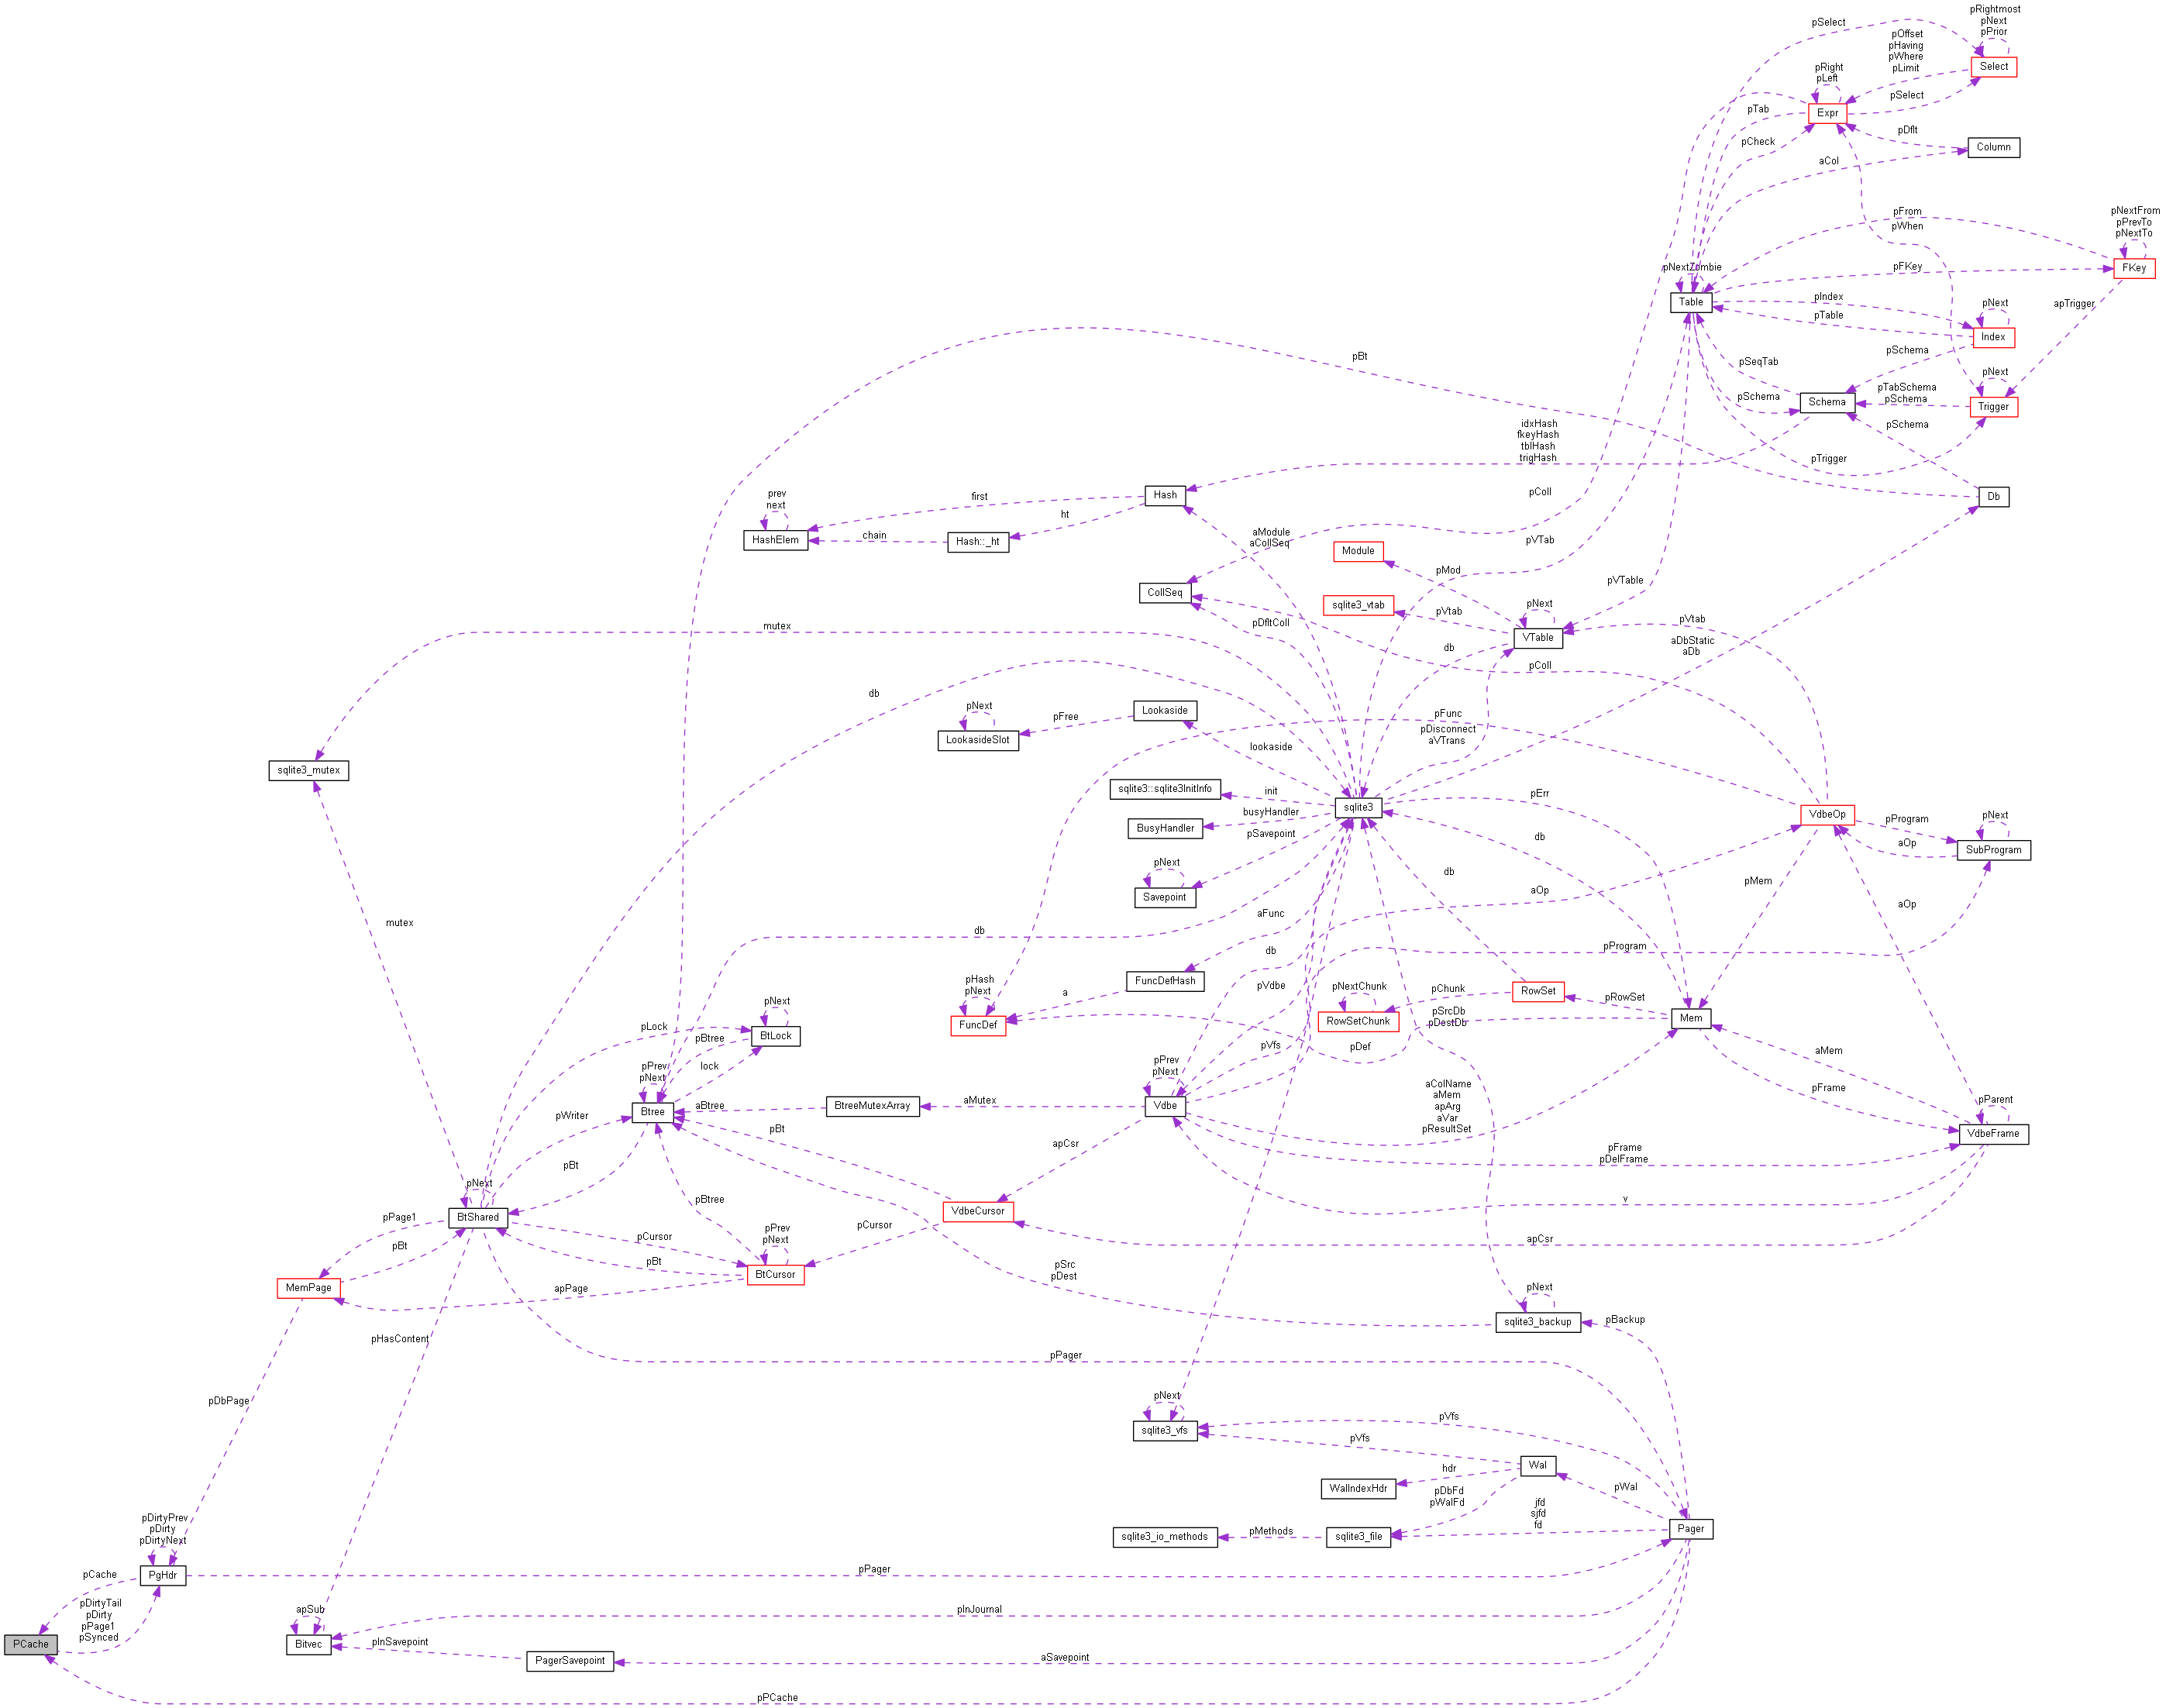 pRightmost
pNext
pPrior
pSelect
pOffset
pHaving
pWhere
pLimit
Select
pRight
pLeft
pSelect
pTab
Expr
pDflt
Column
pCheck
aCol
pNextFrom
pPrevTo
pNextTo
pFrom
pWhen
FKey
pNextZombie
pFKey
Table
pIndex
pNext
apTrigger
pTable
Index
pBt
pSchema
pSeqTab
pNext
pTabSchema
pSchema
pSchema
Schema
Trigger
idxHash
fkeyHash
tblHash
trigHash
pSchema
pTrigger
prev
next
first
Hash
pColl
Db
ht
HashElem
chain
Hash::_ht
aModule
aCollSeq
pVTab
Module
pMod
pVTable
CollSeq
sqlite3_vtab
pVtab
pNext
pVtab
mutex
pDfltColl
VTable
aDbStatic
aDb
db
pColl
db
pNext
pFree
Lookaside
pFunc
LookasideSlot
lookaside
pDisconnect
aVTrans
sqlite3_mutex
sqlite3::sqlite3InitInfo
init
pErr
sqlite3
busyHandler
BusyHandler
pSavepoint
VdbeOp
pProgram
pNext
db
aOp
SubProgram
pNext
db
pMem
Savepoint
aOp
aOp
mutex
db
aFunc
db
pProgram
pHash
pNext
a
FuncDefHash
pVdbe
pNextChunk
pChunk
RowSet
pRowSet
pNext
pLock
FuncDef
RowSetChunk
pSrcDb
pDestDb
Mem
BtLock
pBtree
pVfs
pDef
aMem
pPrev
pNext
lock
pPrev
pNext
aColName
aMem
apArg
aVar
pResultSet
pFrame
pParent
Btree
aBtree
BtreeMutexArray
aMutex
Vdbe
pWriter
pBt
apCsr
VdbeFrame
pBt
pFrame
pDelFrame
pNext
pBtree
v
BtShared
pPage1
VdbeCursor
pCursor
pPrev
pNext
pCursor
apCsr
pBt
pBt
BtCursor
pSrc
pDest
MemPage
apPage
pNext
pHasContent
sqlite3_backup
pBackup
pPager
pDbPage
pNext
pVfs
sqlite3_vfs
pVfs
Wal
hdr
WalIndexHdr
pDbFd
pWalFd
pWal
jfd
sjfd
fd
pDirtyPrev
pDirty
pDirtyNext
sqlite3_io_methods
pMethods
sqlite3_file
Pager
pCache
PgHdr
pPager
pDirtyTail
pDirty
pPage1
pSynced
apSub
pInJournal
PCache
Bitvec
pInSavepoint
PagerSavepoint
aSavepoint
pPCache